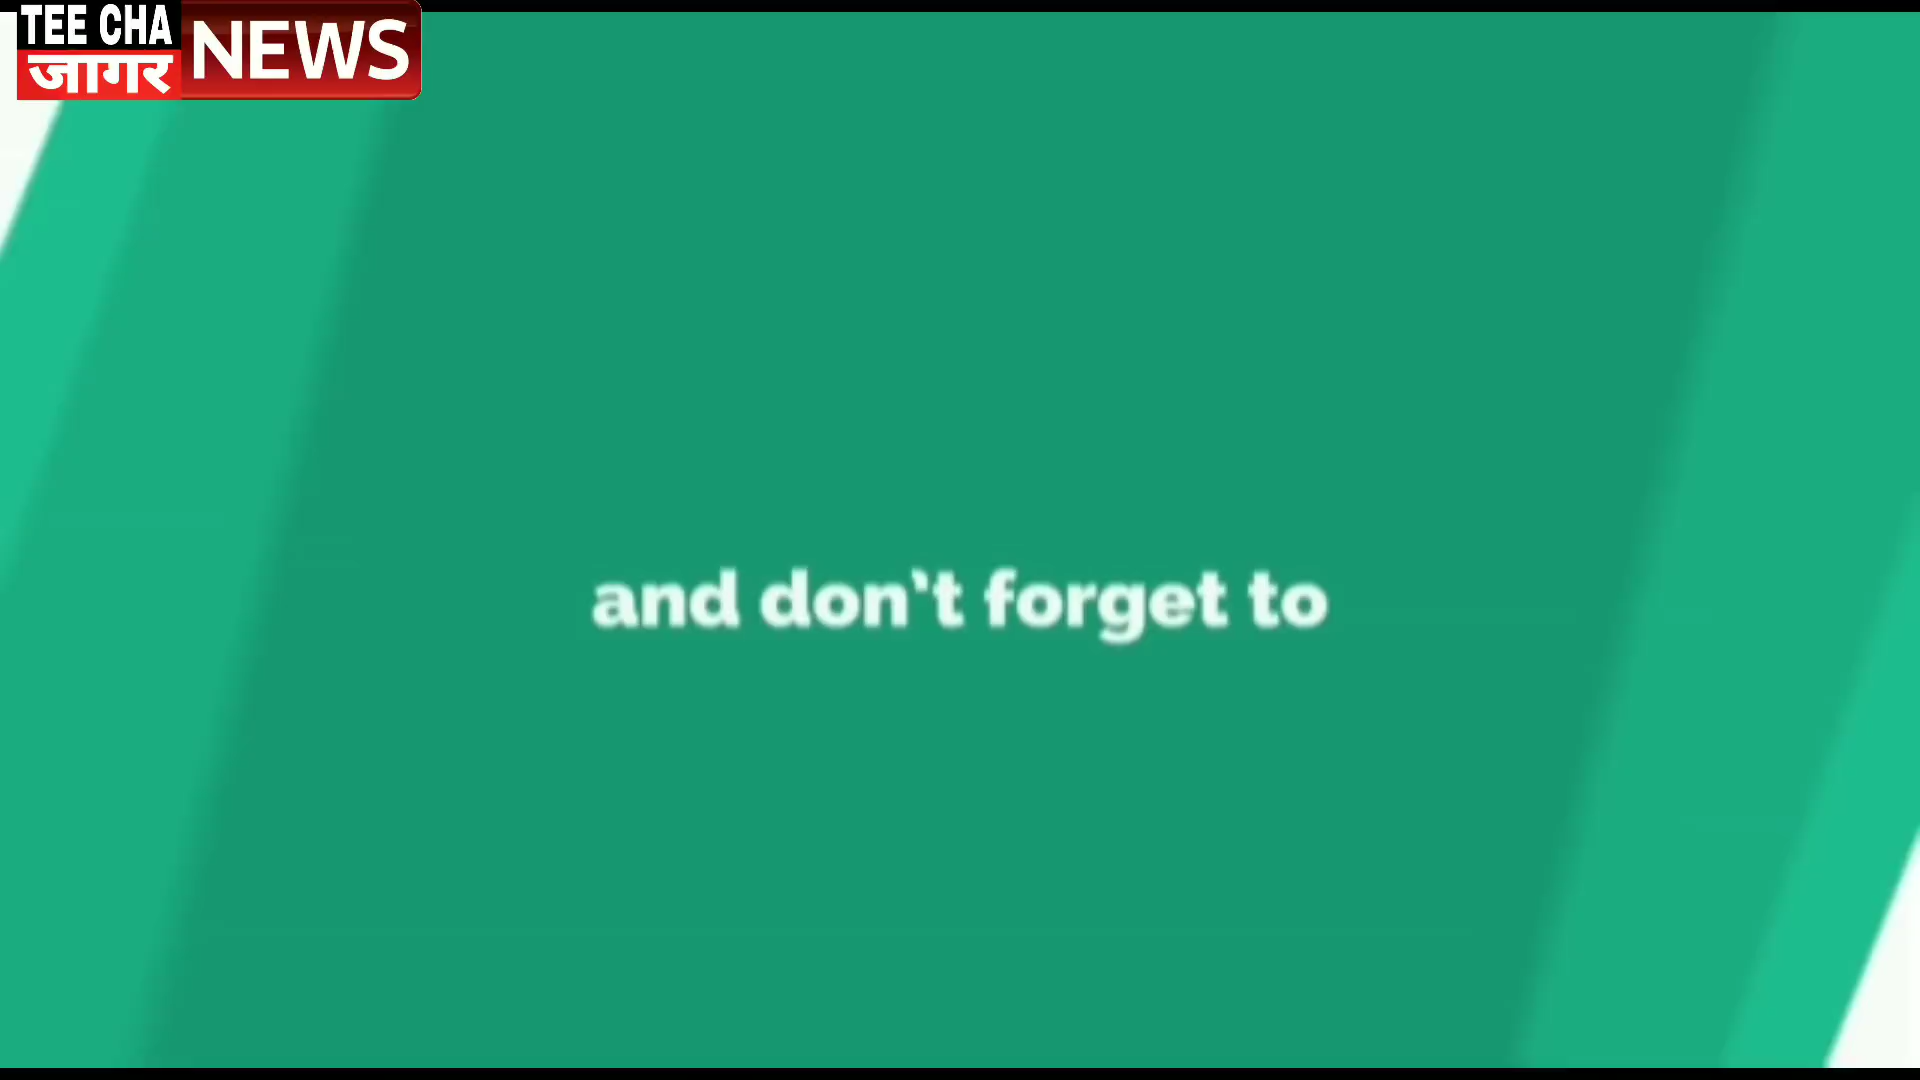 TEE CHA
जागर
NEWS
and don't forget to